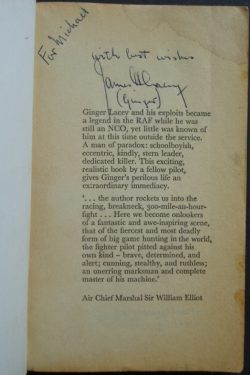 For Michael
with best wishes
James H Lacey
(Ginger)
Ginger Lacey and his exploits became
a legend in the RAF while he was
still an NCO, yet little was known of
him at this time outside the service.
A man of paradox: schoolboyish,
eccentric, kindly, stern leader,
dedicated killer. This exciting,
realistic book by a fellow pilot,
gives Ginger's perilous life an
extraordinary immediacy.
'. . . the author rockets us into the
racing, breakneck, 300-mile-an-hour
fight . . . Here we become onlookers
of a fantastic and awe-inspiring scene,
that of the fiercest and most deadly
form of big game hunting in the world,
the fighter pilot pitted against his
own kind – brave, determined, and
alert; cunning, stealthy, and ruthless;
an unerring marksman and complete
master of his machine.'
Air Chief Marshal Sir William Elliot